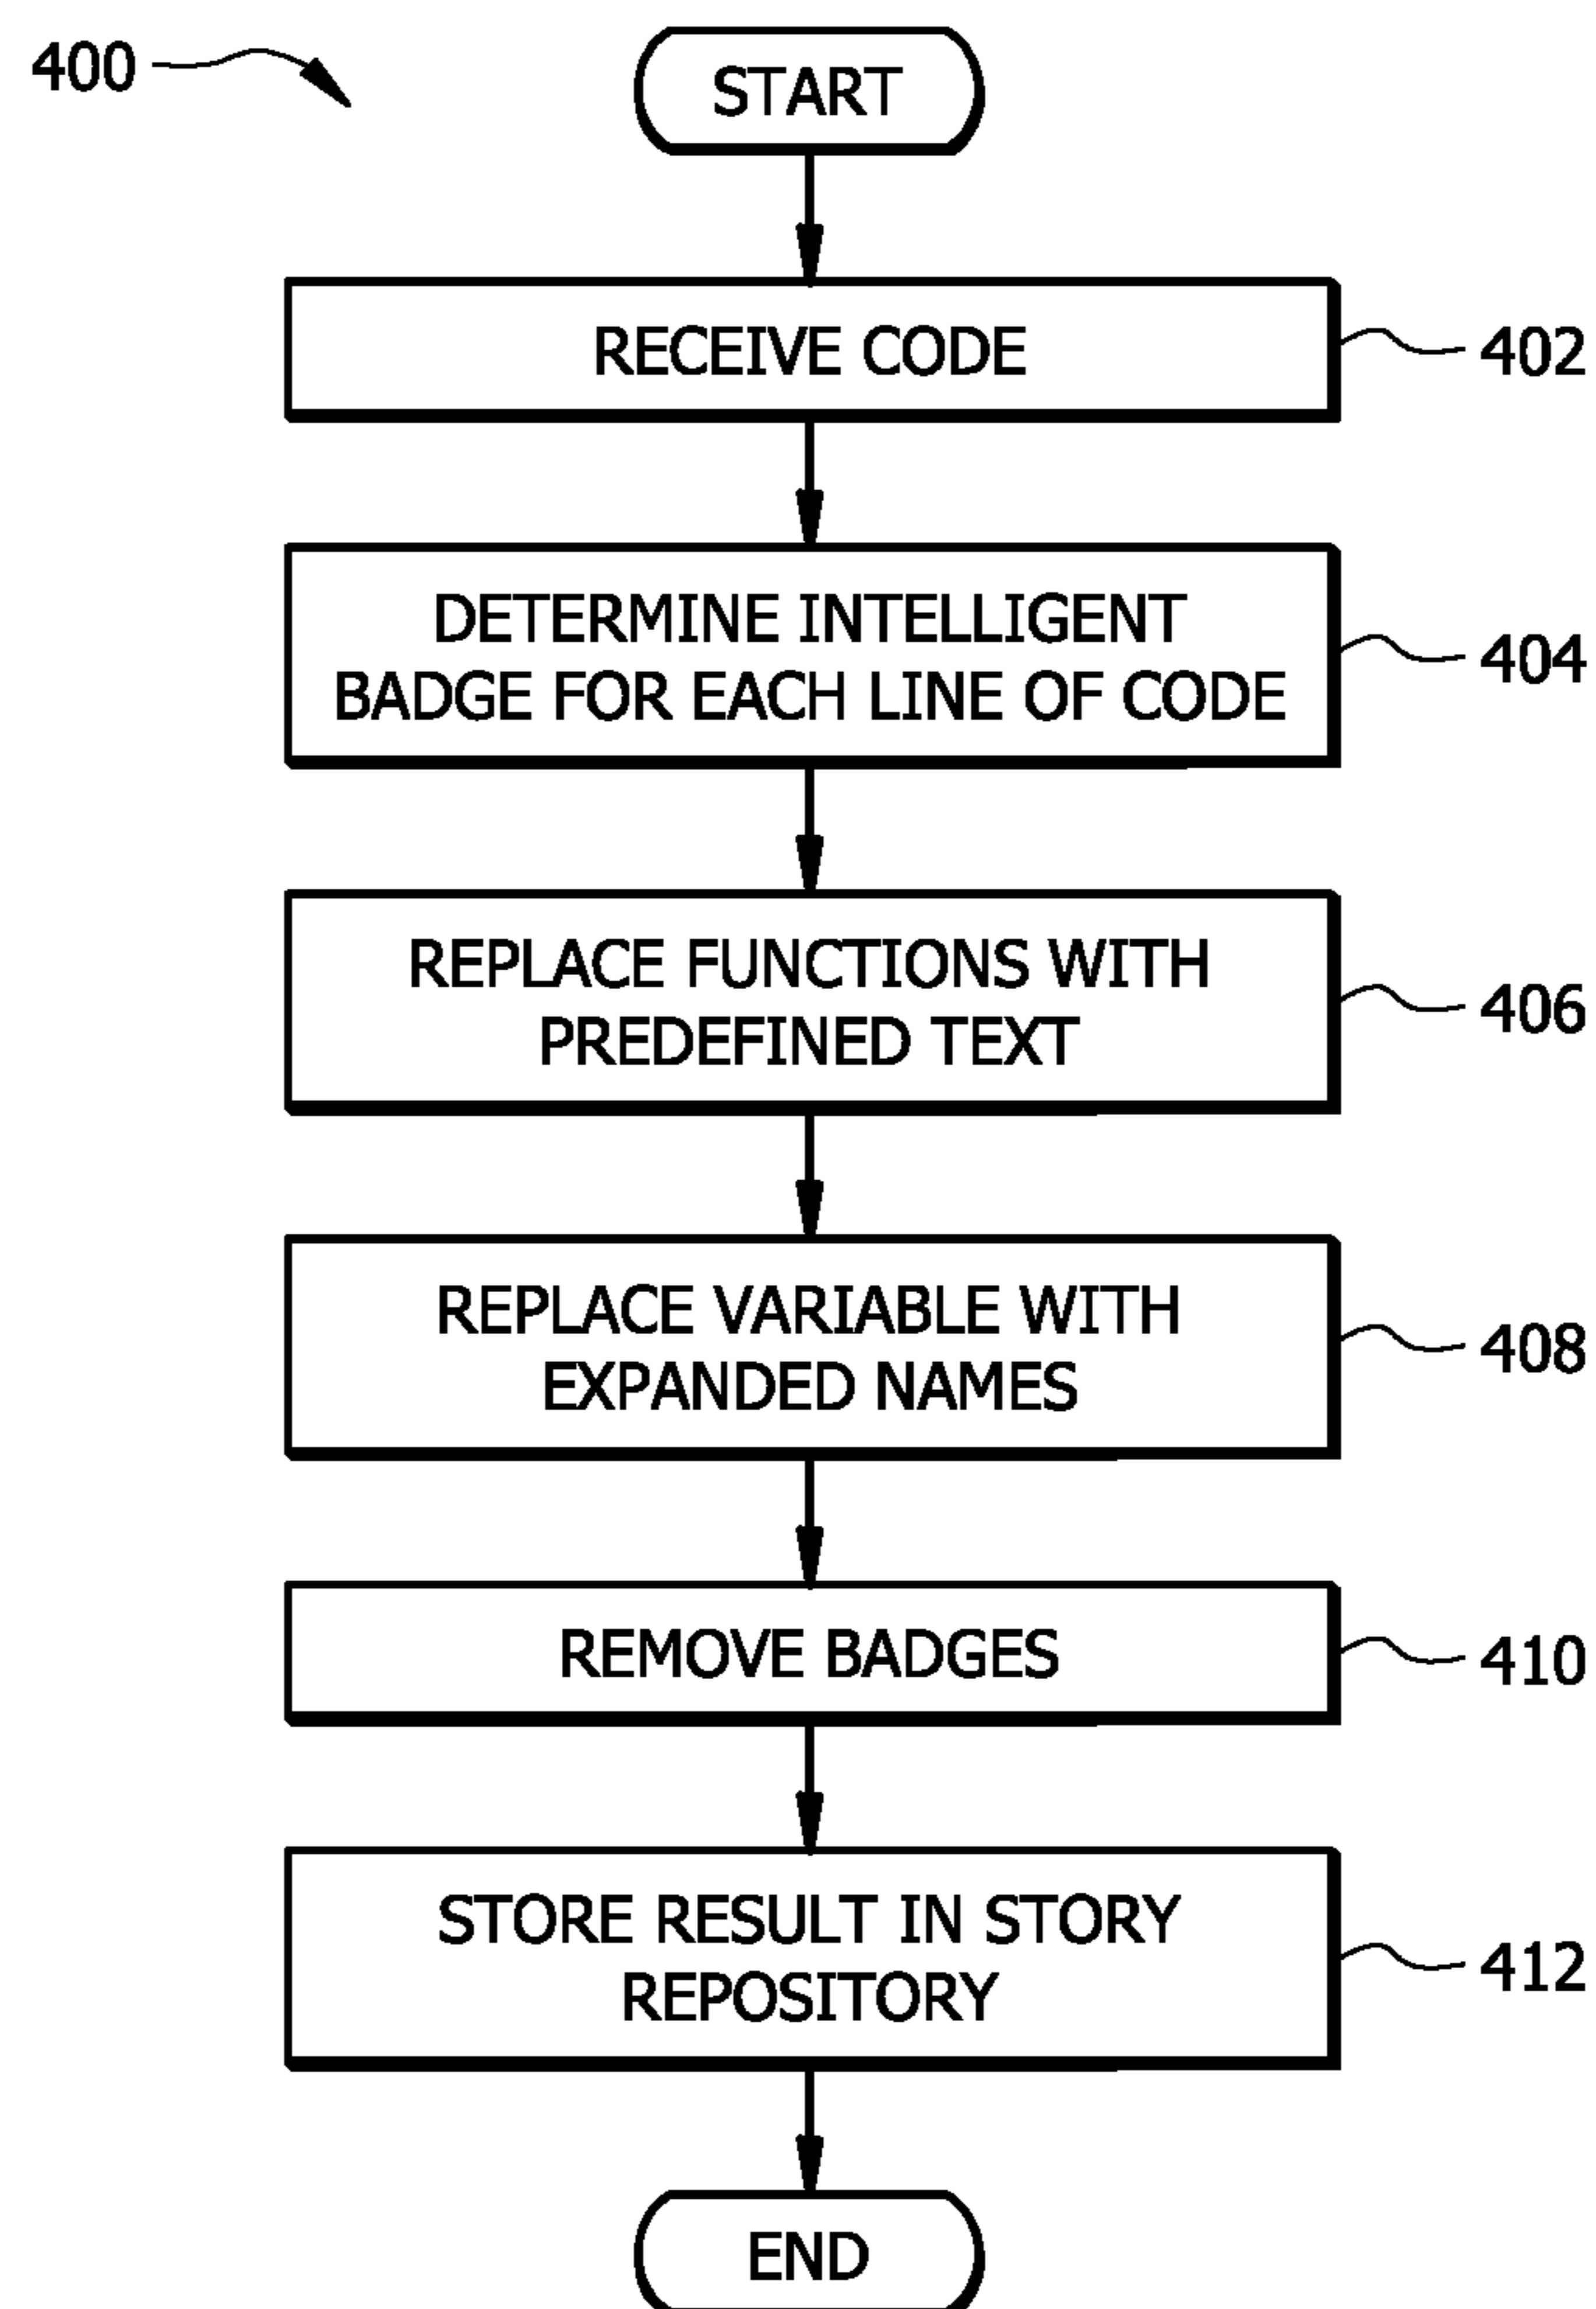 400
START
RECEIVE CODE
402
DETERMINE INTELLIGENT
BADGE FOR EACH LINE OF CODE
404
REPLACE FUNCTIONS WITH
PREDEFINED TEXT
406
REPLACE VARIABLE WITH
EXPANDED NAMES
408
REMOVE BADGES
410
STORE RESULT IN STORY
REPOSITORY
412
END